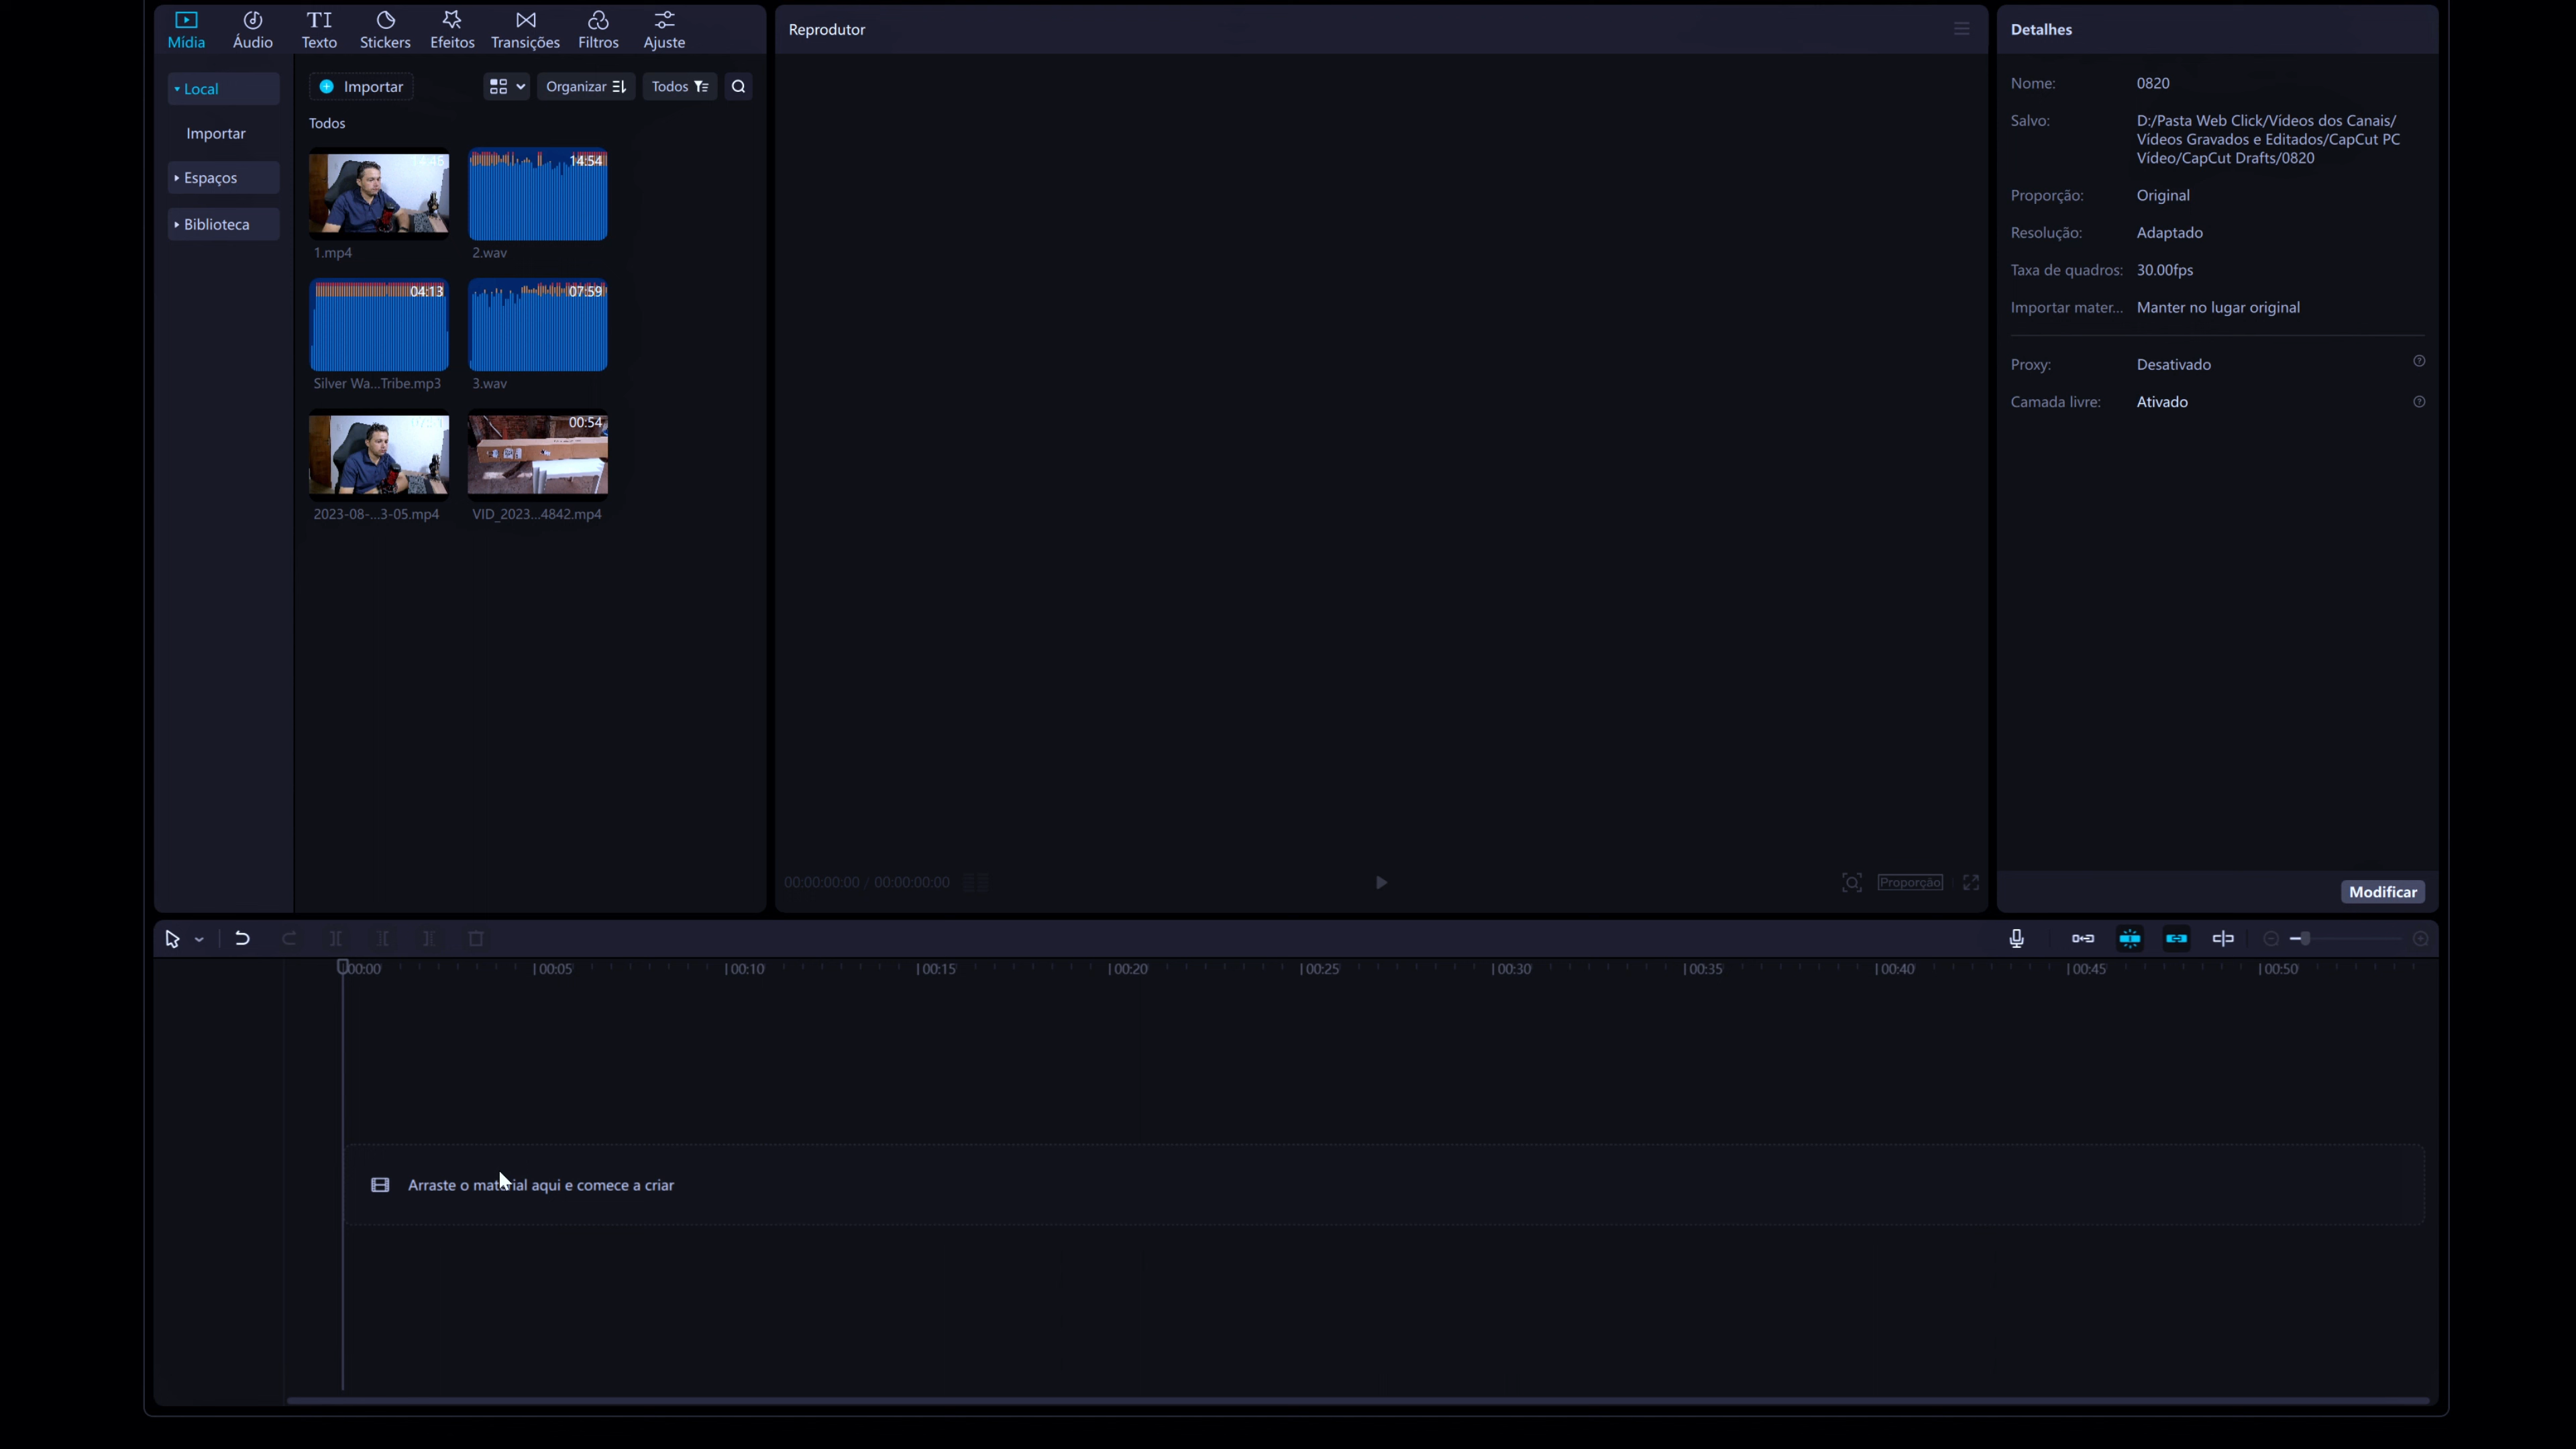 Mídia
Áudio
Texto
Stickers
Efeitos
Transições
Filtros
Ajuste
Local
Importar
Espaços
Biblioteca
Importar
Organizar
Todos
Todos
1.mp4
14:54
2.wav
04:13
Silver Wa...Tribe.mp3
07:59
3.wav
2023-08-...3-05.mp4
00:54
VID_2023...4842.mp4
Reprodutor
00:00:00:00 / 00:00:00:00
Proporção
Detalhes
Nome: 0820
Salvo: D:/Pasta Web Click/Vídeos dos Canais/
Vídeos Gravados e Editados/CapCut PC
Vídeo/CapCut Drafts/0820
Proporção: Original
Resolução: Adaptado
Taxa de quadros: 30.00fps
Importar mater... Manter no lugar original
Proxy: Desativado
Camada livre: Ativado
Modificar
00:00 00:05 00:10 00:15 00:20 00:25 00:30 00:35 00:40 00:45 00:50
Arraste o material aqui e comece a criar